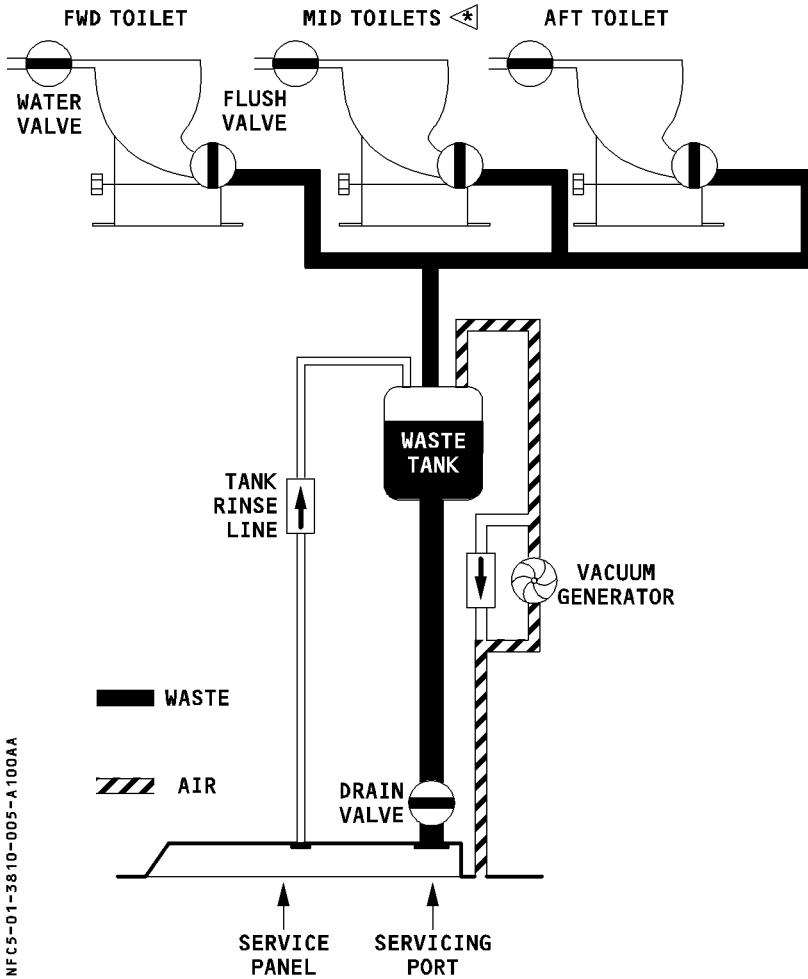 FWD TOILET
MID TOILETS
AFT TOILET
WATER
VALVE
FLUSH
VALVE
WASTE
TANK
TANK
RINSE
LINE
VACUUM
GENERATOR
WASTE
AIR
DRAIN
VALVE
SERVICE
PANEL
SERVICING
PORT
NFC5-01-3810-005-A100AA